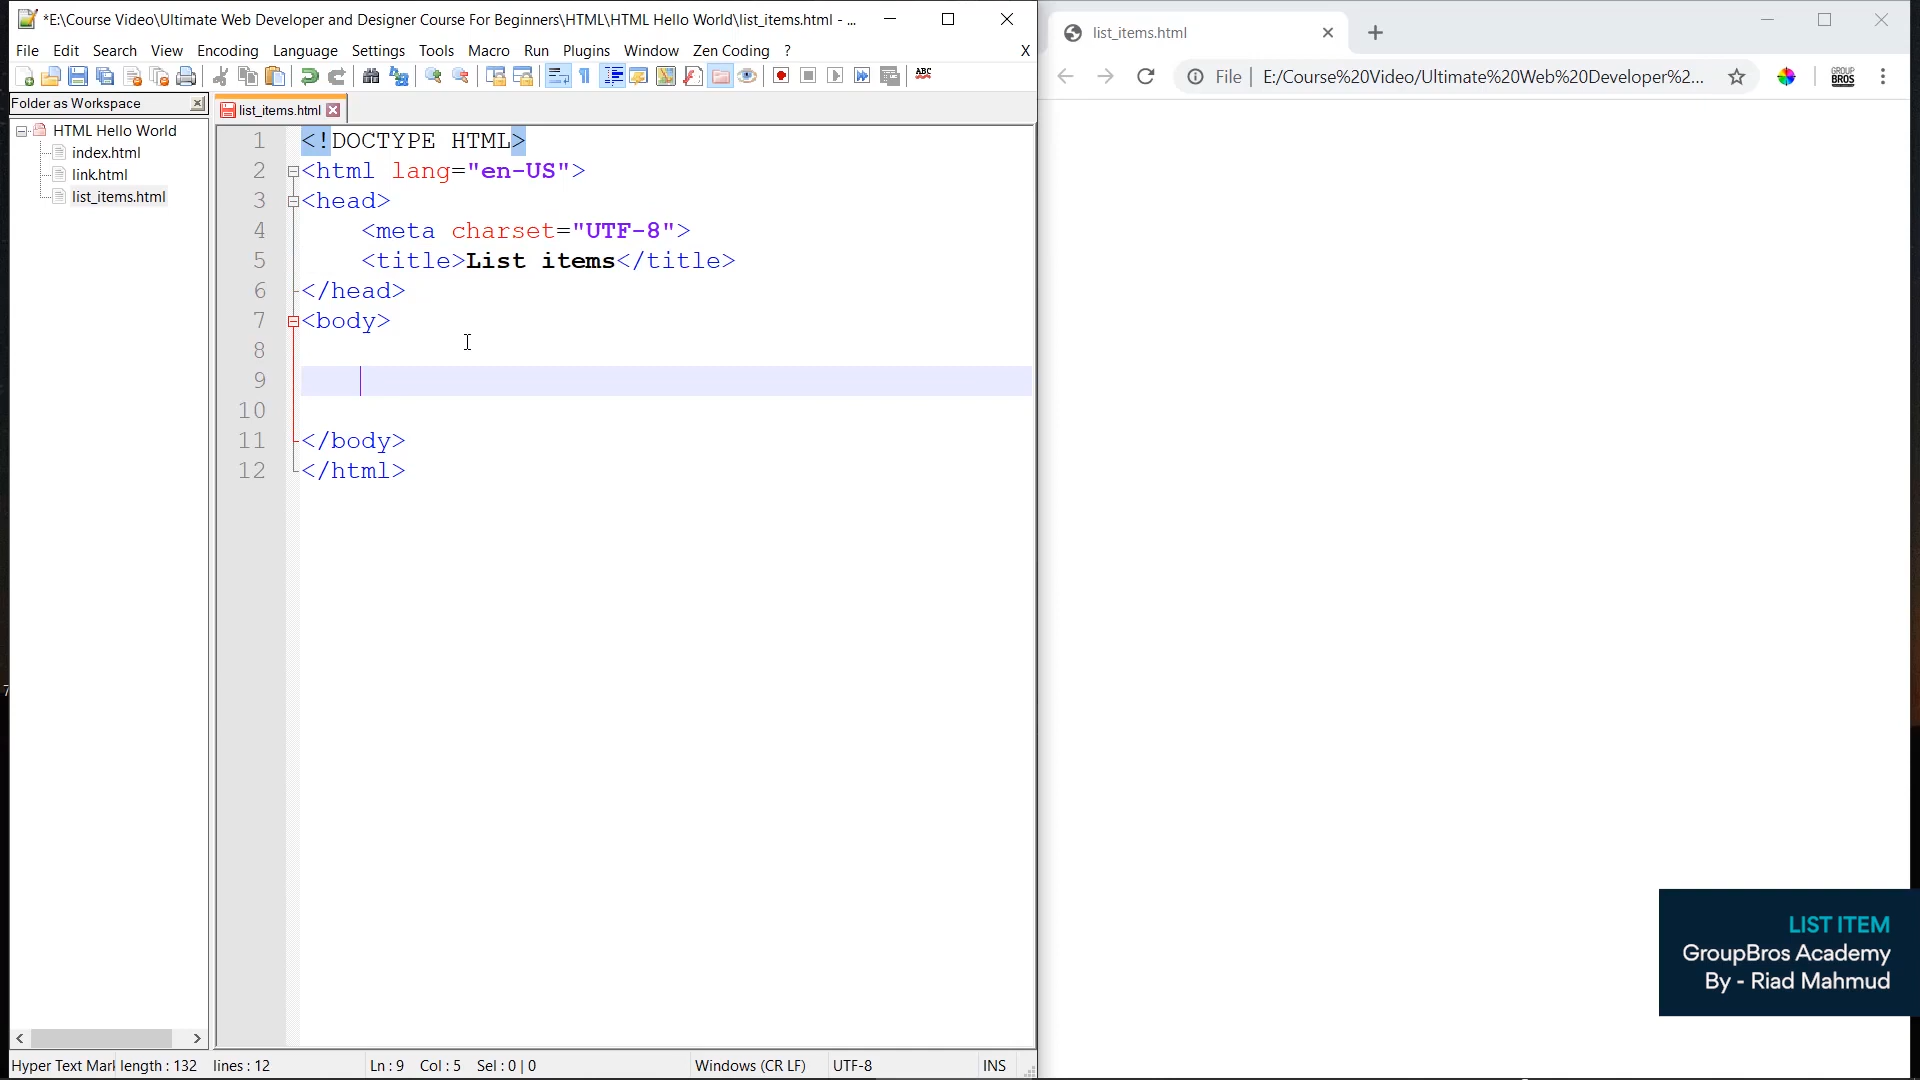 *E:\Course Video\Ultimate Web Developer and Designer Course For Beginners\HTML\HTML Hello World\list_items.html - ...
File Edit Search View Encoding Language Settings Tools Macro Run Plugins Window Zen Coding ? X
ABC
Folder as Workspace
HTML Hello World
index.html
link.html
list_items.html
list_items.html
1 <!DOCTYPE HTML>
2 <html lang="en-US">
3 <head>
4 <meta charset="UTF-8">
5 <title>List items</title>
6 </head>
7 <body>
8
9
10
11 </body>
12 </html>
Hyper Text Mark length : 132 lines : 12 Ln : 9 Col : 5 Sel : 0 | 0 Windows (CR LF) UTF-8 INS
list_items.html
File | E:/Course%20Video/Ultimate%20Web%20Developer%2...
GROUP
BROS
LIST ITEM
GroupBros Academy
By - Riad Mahmud
7